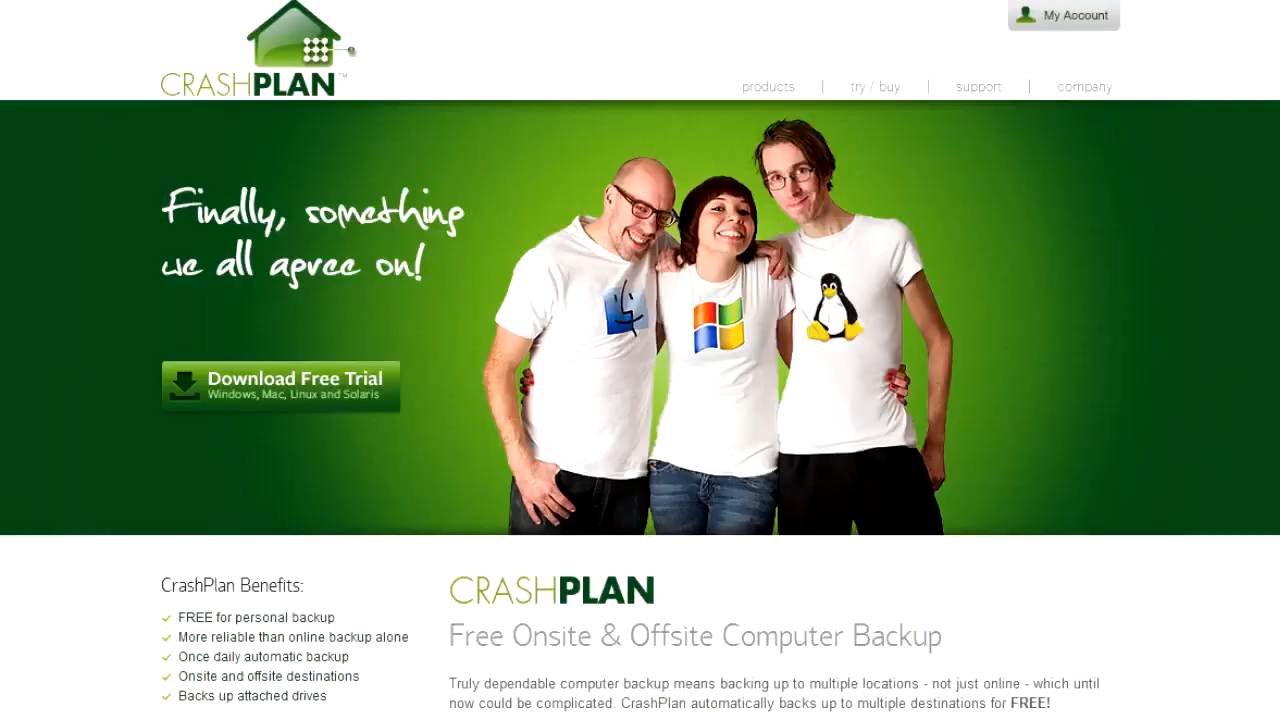 My Account
CRASHPLAN™
products | try / buy | support | company
Finally, something
we all agree on!
Download Free Trial
Windows, Mac, Linux and Solaris
CrashPlan Benefits:
FREE for personal backup
More reliable than online backup alone
Once daily automatic backup
Onsite and offsite destinations
Backs up attached drives
CRASHPLAN
Free Onsite & Offsite Computer Backup
Truly dependable computer backup means backing up to multiple locations - not just online - which until
now could be complicated. CrashPlan automatically backs up to multiple destinations for FREE!